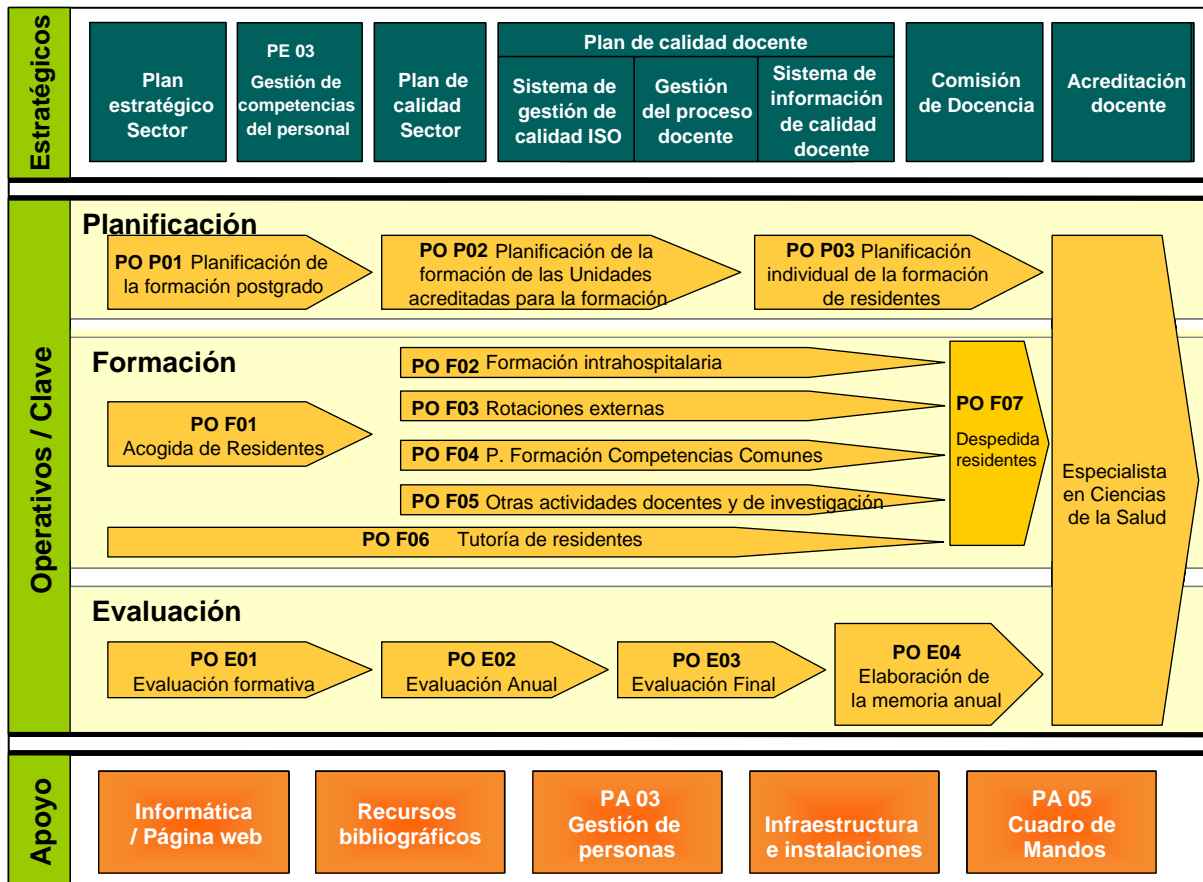 Estratégicos
Plan
estratégico
Sector
PE 03
Gestión de
competencias
del personal
Plan de
calidad
Sector
Plan de calidad docente
Sistema de
gestión de
calidad ISO
Gestión
del proceso
docente
Sistema de
información
de calidad
docente
Comisión
de Docencia
Acreditación
docente
Operativos / Clave
Planificación
PO P01 Planificación de
la formación postgrado
PO P02 Planificación de la
formación de las Unidades
acreditadas para la formación
PO P03 Planificación
individual de la formación
de residentes
Formación
PO F01
Acogida de Residentes
PO F02 Formación intrahospitalaria
PO F03 Rotaciones externas
PO F04 P. Formación Competencias Comunes
PO F05 Otras actividades docentes y de investigación
PO F06 Tutoría de residentes
PO F07
Despedida
residentes
Especialista
en Ciencias
de la Salud
Evaluación
PO E01
Evaluación formativa
PO E02
Evaluación Anual
PO E03
Evaluación Final
PO E04
Elaboración de
la memoria anual
Apoyo
Informática
/ Página web
Recursos
bibliográficos
PA 03
Gestión de
personas
Infraestructura
e instalaciones
PA 05
Cuadro de
Mandos